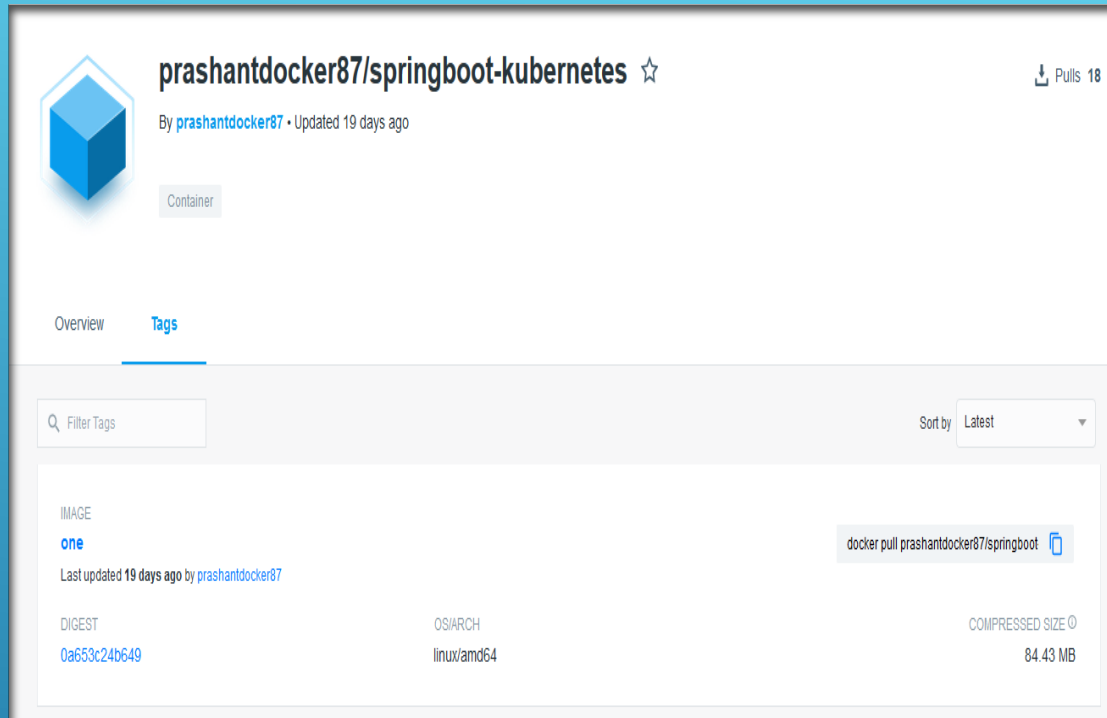 prashantdocker87/springboot-kubernetes
Pulls 18
By prashantdocker87 • Updated 19 days ago
Container
Overview
Tags
Filter Tags
Sort by
Latest
IMAGE
one
docker pull prashantdocker87/springboot
Last updated 19 days ago by prashantdocker87
DIGEST
OS/ARCH
COMPRESSED SIZE
0a653c24b649
linux/amd64
84.43 MB